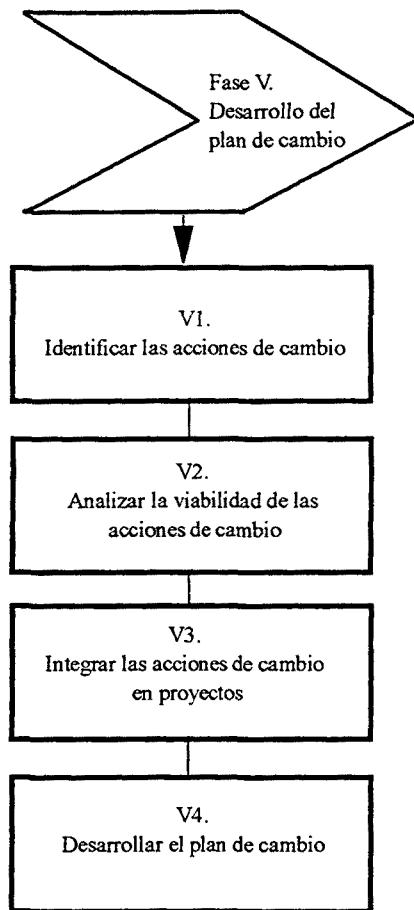 Fase V.
Desarrollo del
plan de cambio
V1.
Identificar las acciones de cambio
V2.
Analizar la viabilidad de las
acciones de cambio
V3.
Integrar las acciones de cambio
en proyectos
V4.
Desarrollar el plan de cambio